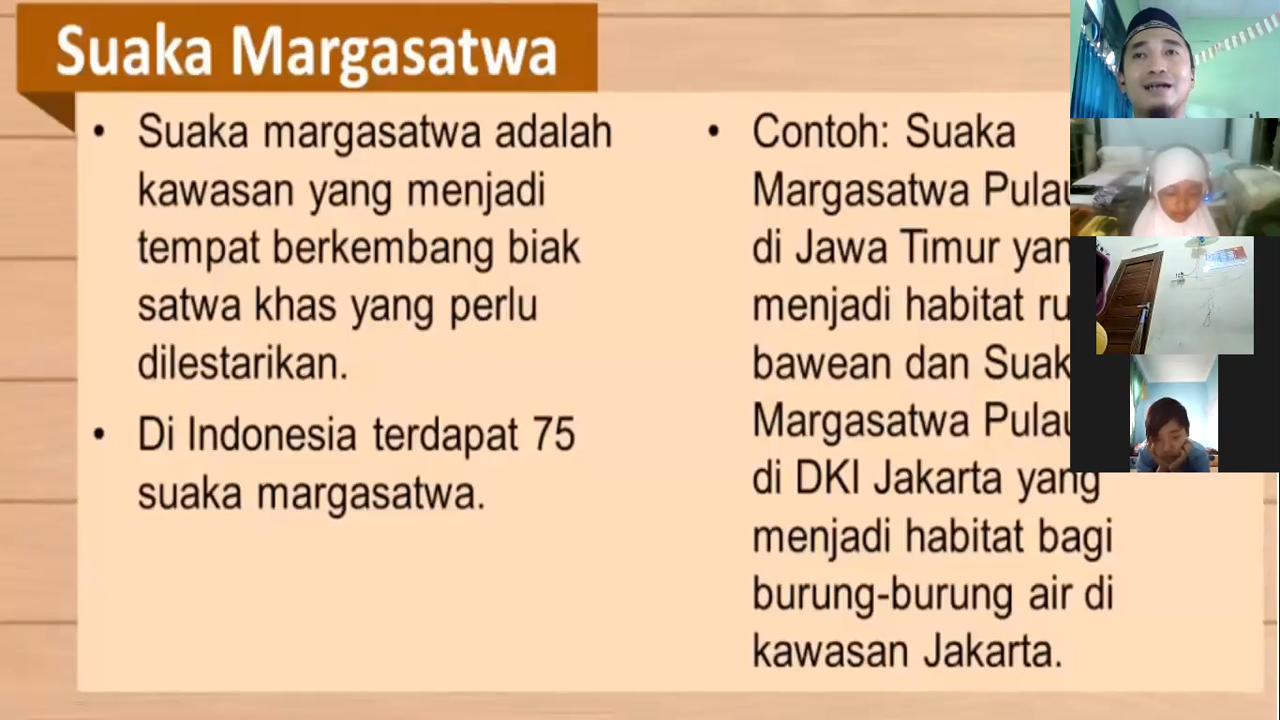 Suaka Margasatwa
• Suaka margasatwa adalah
kawasan yang menjadi
tempat berkembang biak
satwa khas yang perlu
dilestarikan.
• Di Indonesia terdapat 75
suaka margasatwa.
• Contoh: Suaka
Margasatwa
di Jawa Timur
menjadi habitat
bawean dan
Margasatwa
di DKI Jakarta yang
menjadi habitat bagi
burung-burung air di
kawasan Jakarta.